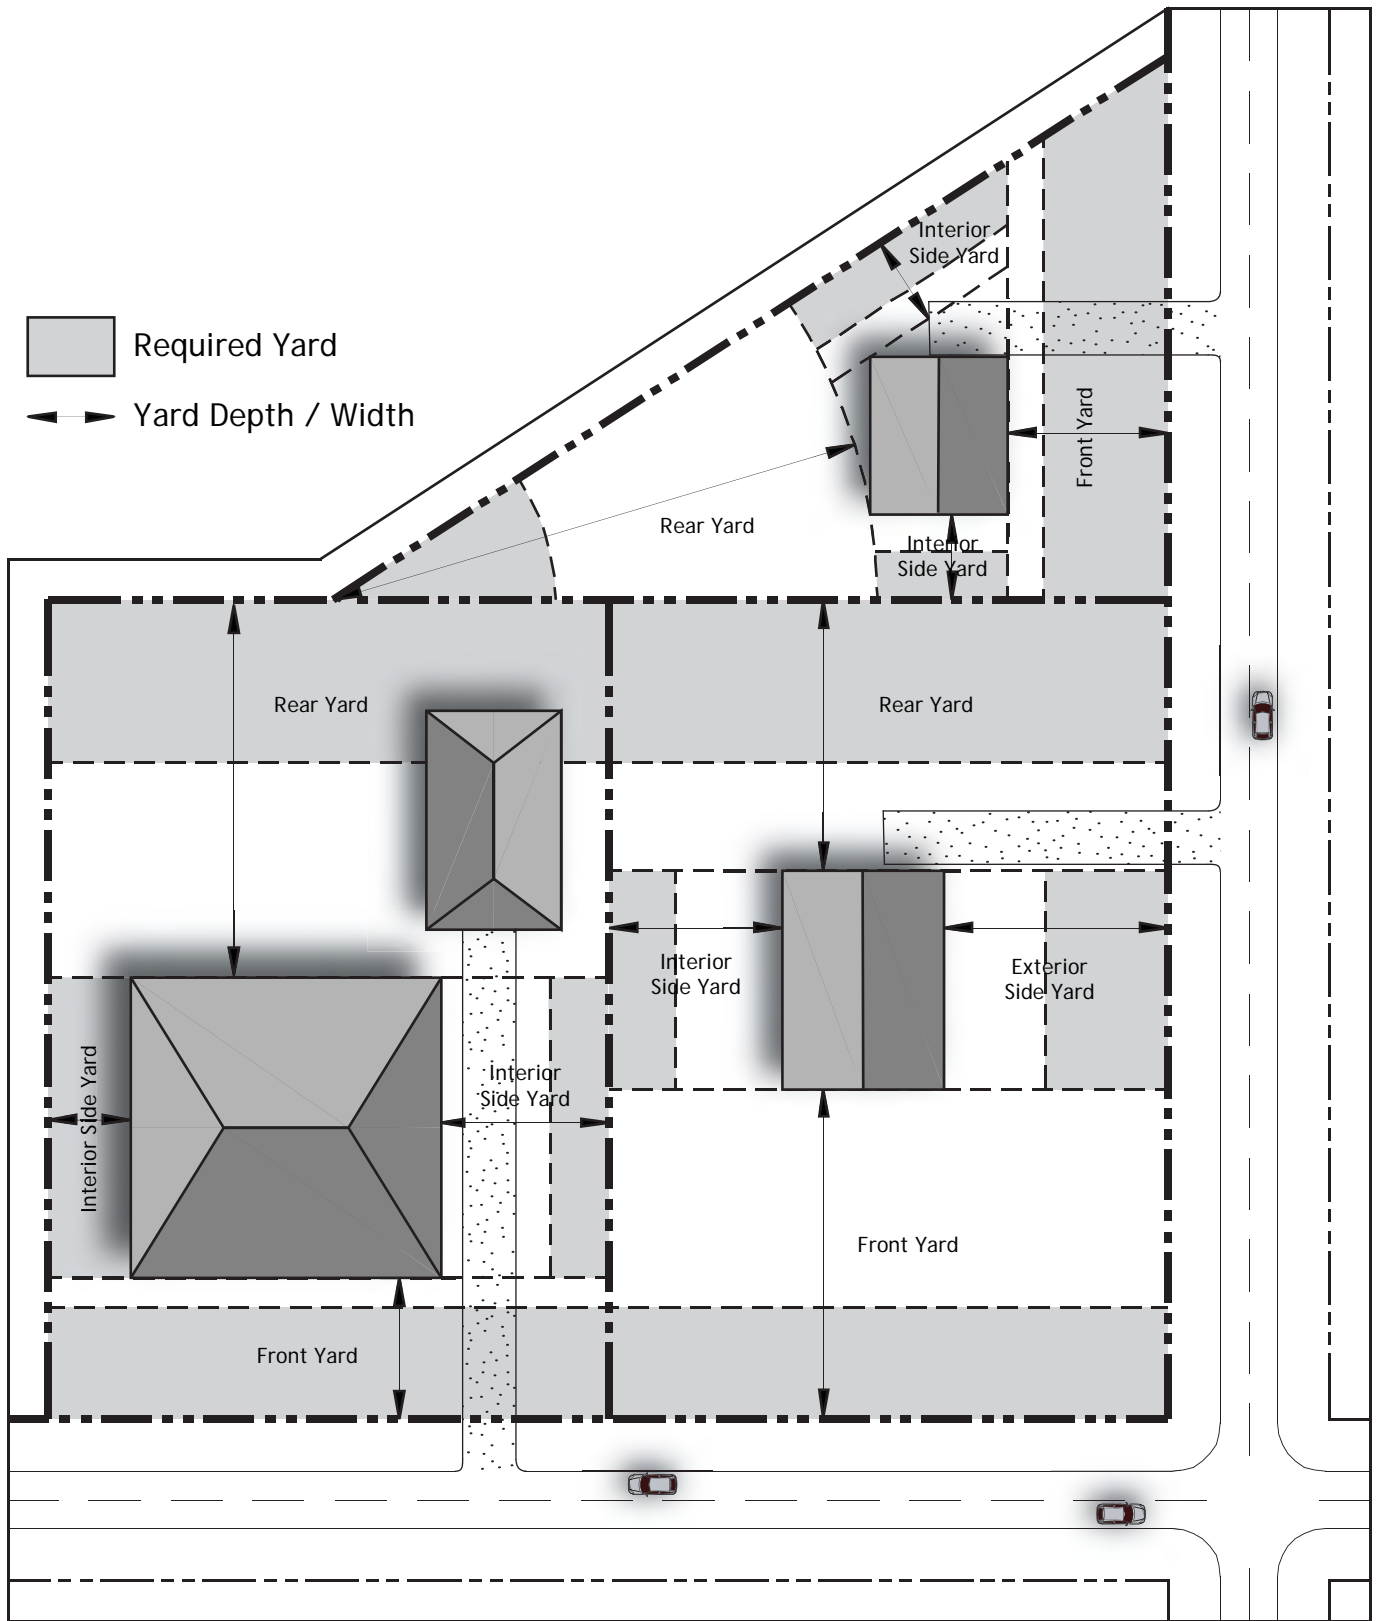 Interior
Side Yard
Required Yard
Yard Depth / Width
Front Yard
Rear Yard
Interior
Side Yard
Rear Yard
Rear Yard
Interior
Side Yard
Exterior
Side Yard
Interior Side Yard
Interior
Side Yard
Front Yard
Front Yard